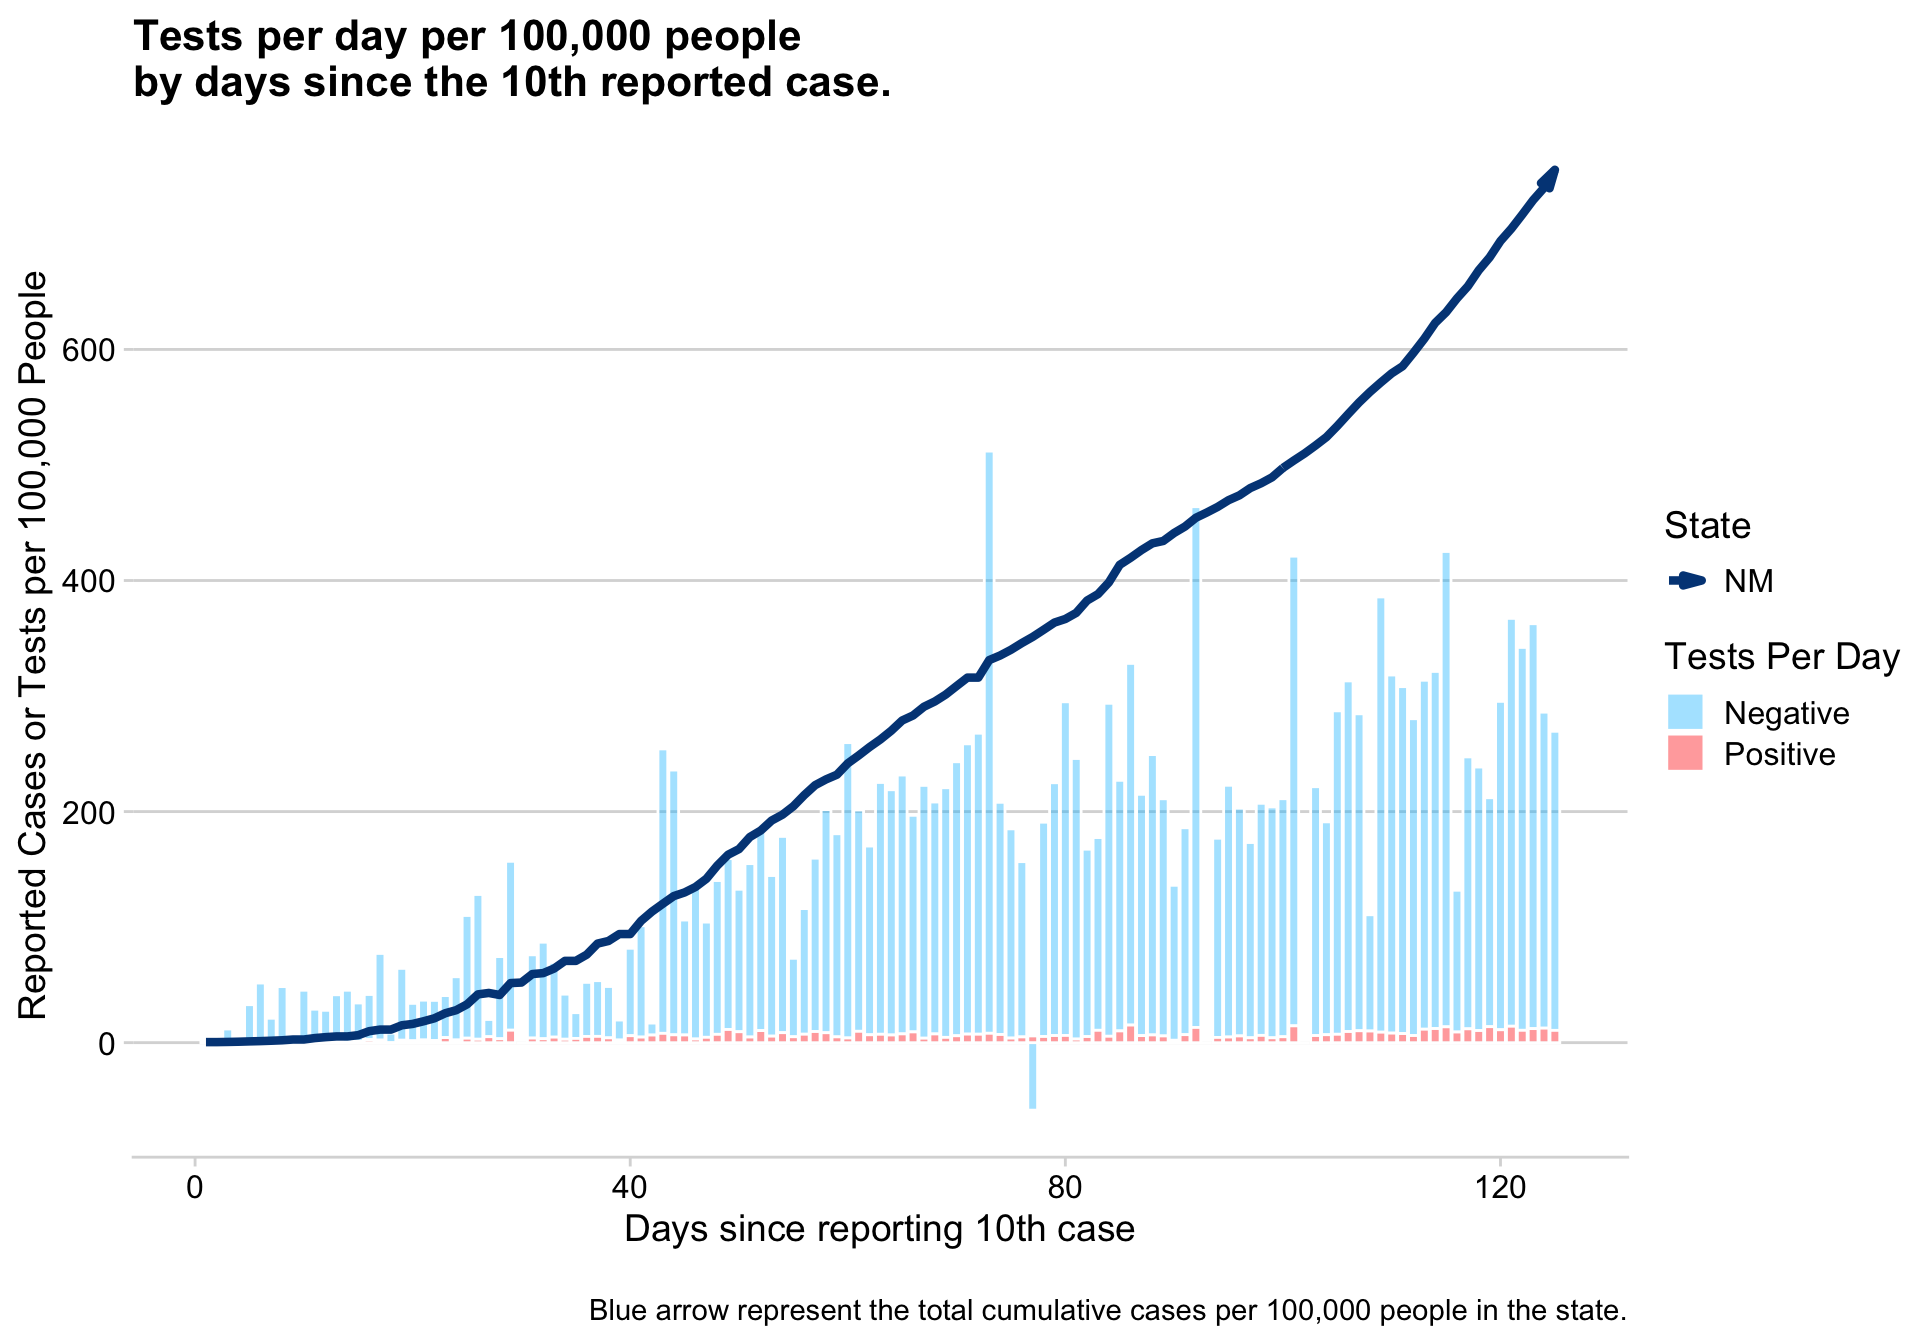 Tests per day per 100,000 people
by days since the 10th reported case.
Reported Cases or Tests per 100,000 People
600
400
200
0
0
40
80
120
Days since reporting 10th case
State
NM
Tests Per Day
Negative
Positive
Blue arrow represent the total cumulative cases per 100,000 people in the state.